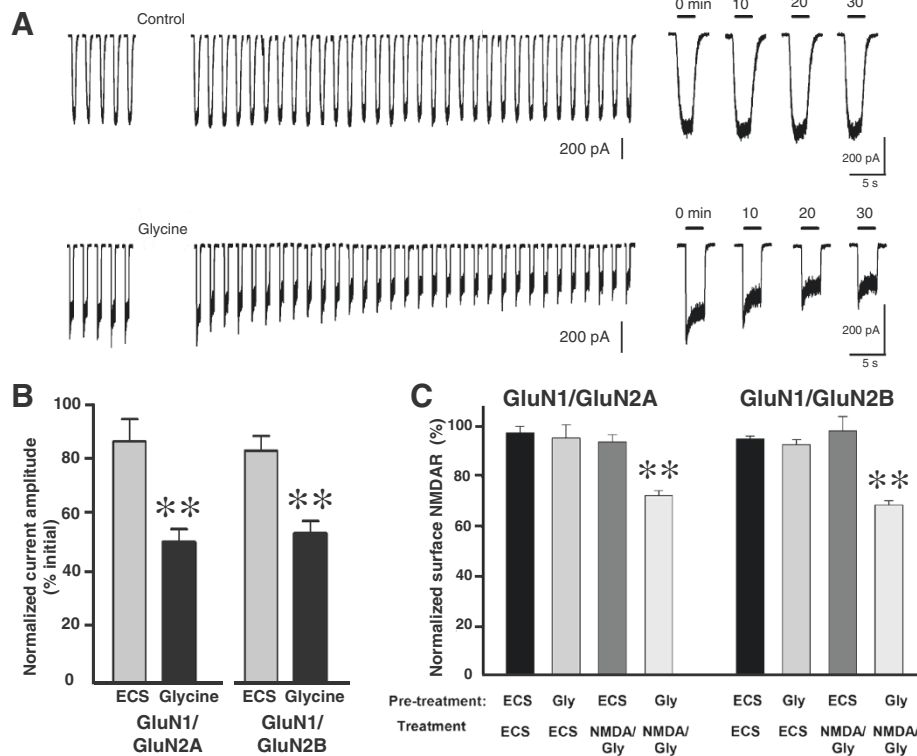 A
Control
0 min 10 20 30
200 pA
200 pA
5 s
Glycine
0 min 10 20 30
200 pA
200 pA
5 s
B
Normalized current amplitude
(% initial)
100
80
60
40
20
0
**
**
ECS Glycine ECS Glycine
GluN1/
GluN2A
GluN1/
GluN2B
C
GluN1/GluN2A GluN1/GluN2B
Normalized surface NMDAR (%)
100
80
60
40
20
0
**
**
Pre-treatment: ECS Gly ECS Gly ECS Gly ECS Gly
Treatment ECS ECS NMDA/ NMDA/ ECS ECS NMDA/ NMDA/
Gly Gly Gly Gly